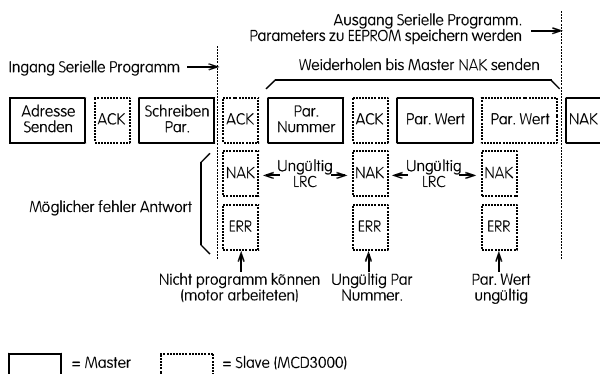 Ausgang Serielle Programm.
Parameters zu EEPROM speichern werden
Ingang Serielle Programm
Weiderholen bis Master NAK senden
Adresse
Senden
ACK
Schreiben
Par.
ACK
Par.
Nummer
ACK
Par. Wert
Par. Wert
NAK
NAK
Ungültig
LRC
NAK
Ungültig
LRC
NAK
Möglicher fehler Antwort
ERR
ERR
ERR
Nicht programm können
(motor arbeiteten)
Ungültig Par
Nummer.
Par. Wert
ungültig
= Master
= Slave (MCD3000)